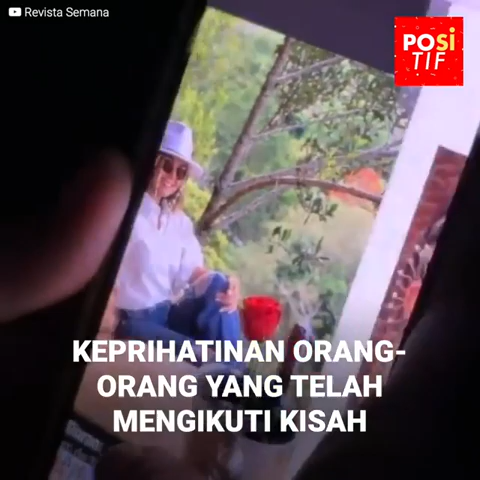 Revista Semana
POSi
TIF
KEPRIHATINAN ORANG-
ORANG YANG TELAH
MENGIKUTI KISAH